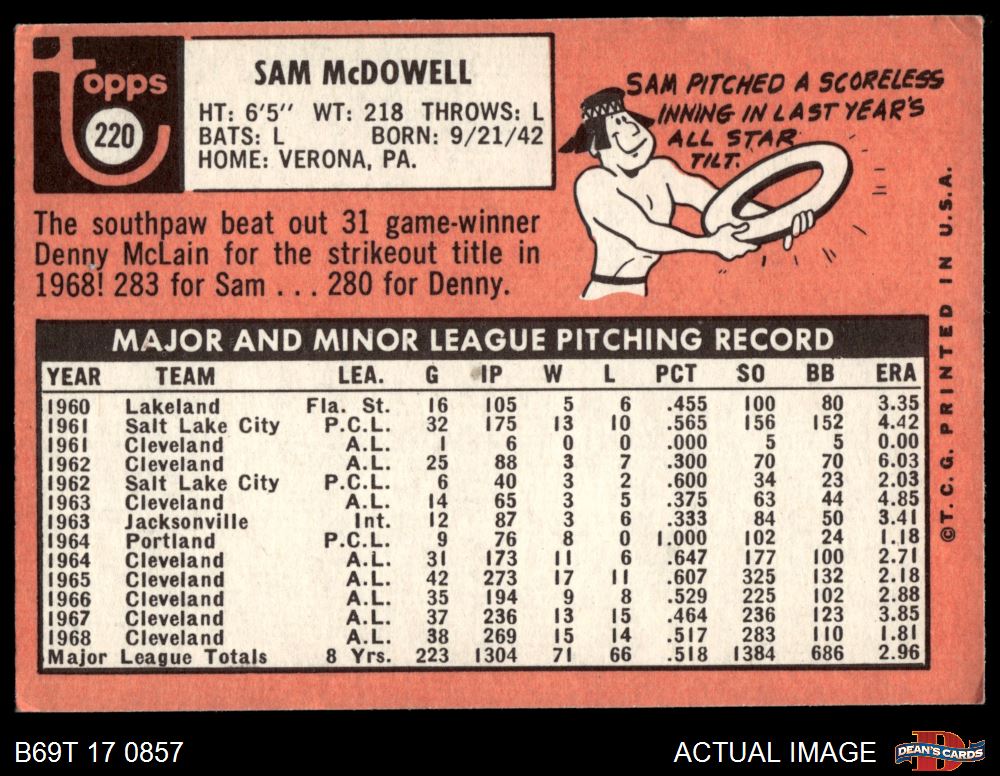 topps
220
SAM McDOWELL
HT: 6'5" WT: 218 THROWS: L
BATS: L BORN: 9/21/42
HOME: VERONA, PA.
SAM PITCHED A SCORELESS
INNING IN LAST YEAR'S
ALL STAR
TILT.
The southpaw beat out 31 game-winner
Denny McLain for the strikeout title in
1968! 283 for Sam . . . 280 for Denny.
MAJOR AND MINOR LEAGUE PITCHING RECORD
YEAR TEAM LEA. G IP W L PCT SO BB ERA
1960 Lakeland Fla. St. 16 105 5 6 .455 100 80 3.35
1961 Salt Lake City P.C.L. 32 175 13 10 .565 156 152 4.42
1961 Cleveland A.L. 1 6 0 0 .000 5 5 0.00
1962 Cleveland A.L. 25 88 3 7 .300 70 70 6.03
1962 Salt Lake City P.C.L. 6 40 3 2 .600 34 23 2.03
1963 Cleveland A.L. 14 65 3 5 .375 63 44 4.85
1963 Jacksonville Int. 12 87 3 6 .333 84 50 3.41
1964 Portland P.C.L. 9 76 8 0 1.000 102 24 1.18
1964 Cleveland A.L. 31 173 11 6 .647 177 100 2.71
1965 Cleveland A.L. 42 273 17 11 .607 325 132 2.18
1966 Cleveland A.L. 35 194 9 8 .529 225 102 2.88
1967 Cleveland A.L. 37 236 13 15 .464 236 123 3.85
1968 Cleveland A.L. 38 269 15 14 .517 283 110 1.81
Major League Totals 8 Yrs. 223 1304 71 66 .518 1384 686 2.96
©T. C. G. PRINTED IN U.S.A.
B69T 17 0857
ACTUAL IMAGE
D
DEAN'S CARDS